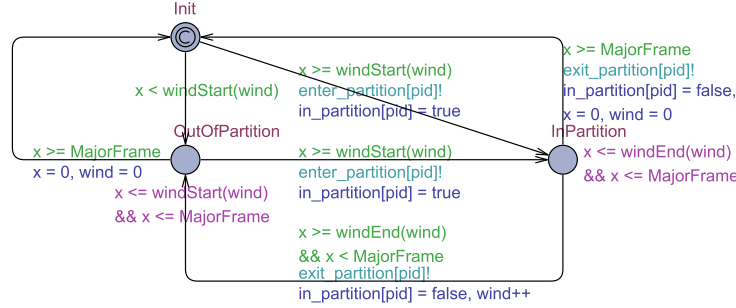 Init
x < windStart(wind)
x >= windStart(wind)
enter_partition[pid]!
in_partition[pid] = true
x >= MajorFrame
exit_partition[pid]!
in_partition[pid] = false,
x = 0, wind = 0
OutOfPartition
InPartition
x >= MajorFrame
x = 0, wind = 0
x <= windStart(wind)
&& x <= MajorFrame
x >= windStart(wind)
enter_partition[pid]!
in_partition[pid] = true
x <= windEnd(wind)
&& x <= MajorFrame
x >= windEnd(wind)
&& x < MajorFrame
exit_partition[pid]!
in_partition[pid] = false, wind++